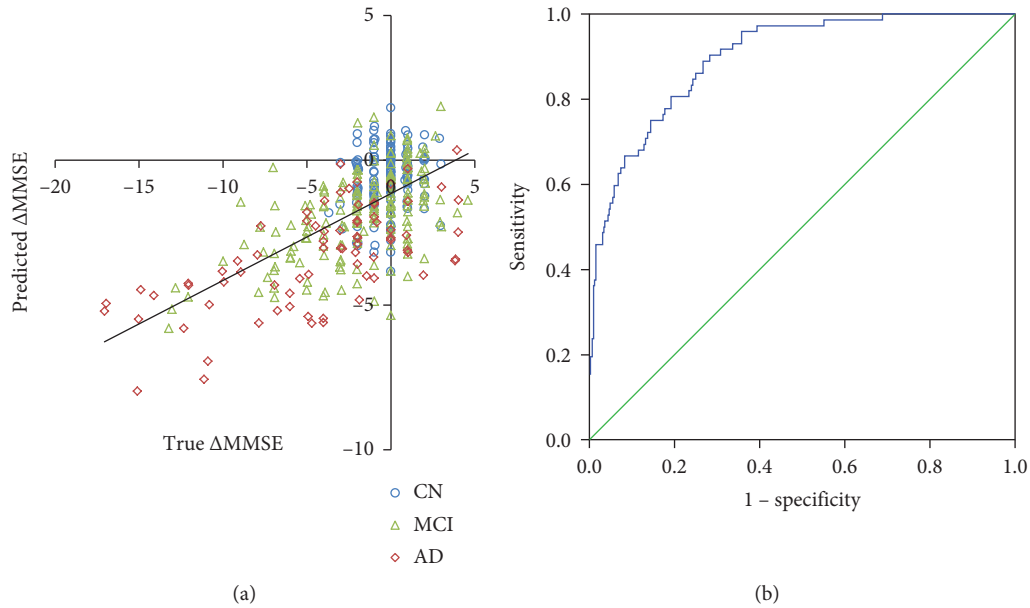 5
0
–20
–15
–10
–5
0
5
–5
–10
Predicted ΔMMSE
True ΔMMSE
CN
MCI
AD
(a)
1.0
0.8
0.6
0.4
0.2
0.0
Sensitivity
0.0
0.2
0.4
0.6
0.8
1.0
1 – specificity
(b)